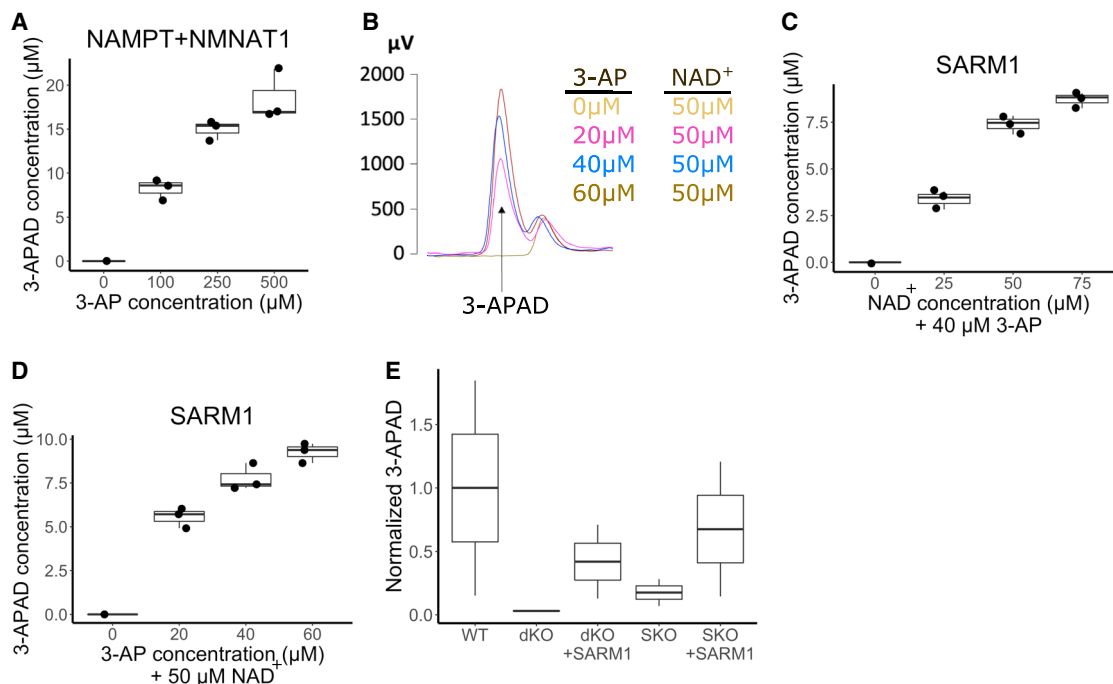 A
NAMPT+NMNAT1
3-APAD concentration (µM)
20
15
10
5
0
0 100 250 500
3-AP concentration (µM)
B
µV
2000
1500
1000
500
0
3-AP NAD+
0µM 50µM
20µM 50µM
40µM 50µM
60µM 50µM
3-APAD
C
SARM1
3-APAD concentration (µM)
7.5
5.0
2.5
0.0
0 25 50 75
NAD+ concentration (µM)
+ 40 µM 3-AP
D
SARM1
3-APAD concentration (µM)
10.0
7.5
5.0
2.5
0.0
0 20 40 60
3-AP concentration (µM)
+ 50 µM NAD+
E
Normalized 3-APAD
1.5
1.0
0.5
0.0
WT dKO dKO SKO SKO
+SARM1 +SARM1